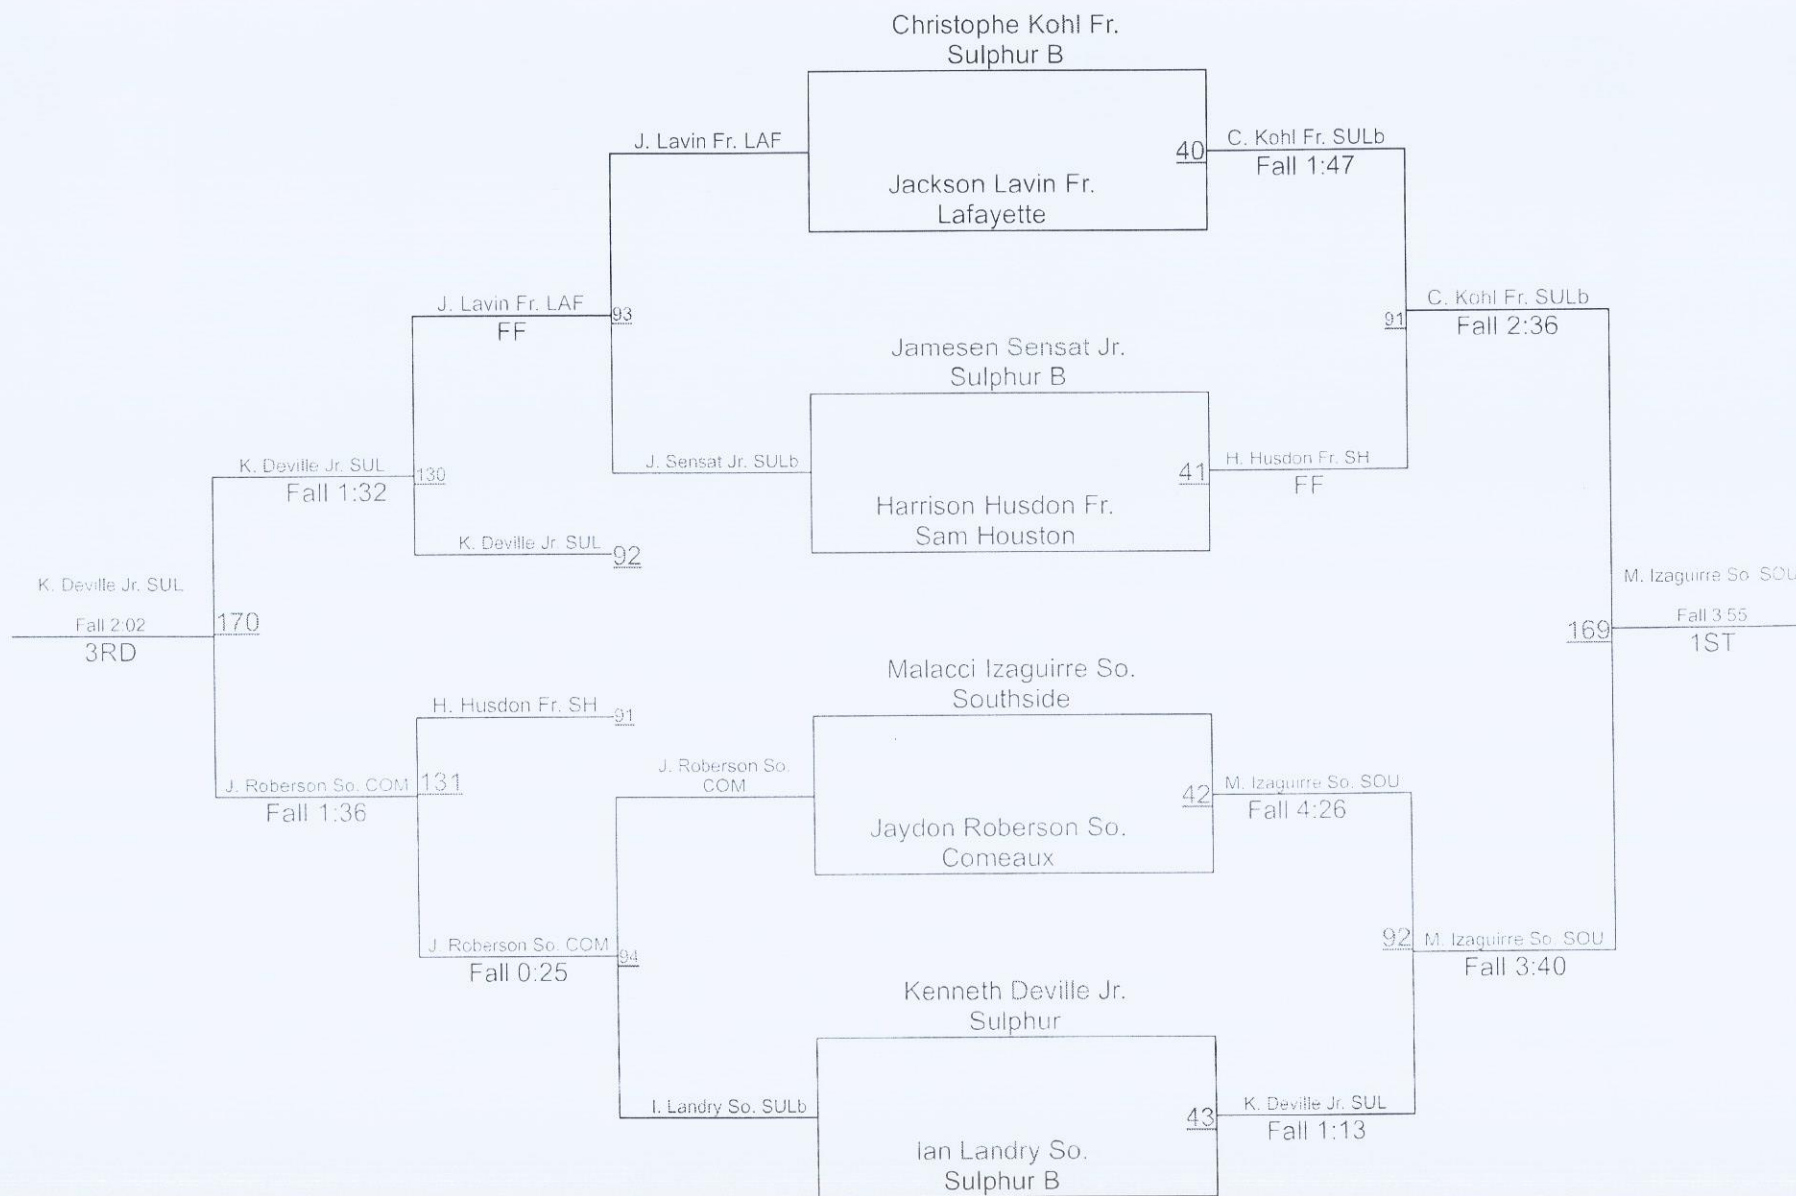 Christophe Kohl Fr.
Sulphur B
J. Lavin Fr. LAF
40
C. Kohl Fr. SULb
Fall 1:47
Jackson Lavin Fr.
Lafayette
J. Lavin Fr. LAF
FF
93
C. Kohl Fr. SULb
Fall 2:36
91
Jamesen Sensat Jr.
Sulphur B
K. Deville Jr. SUL
Fall 1:32
130
J. Sensat Jr. SULb
41
H. Husdon Fr. SH
FF
Harrison Husdon Fr.
Sam Houston
K. Deville Jr. SUL
92
K. Deville Jr. SUL
Fall 2:02
3RD
170
M. Izaguirre So. SOU
Fall 3:55
1ST
169
Malacci Izaguirre So.
Southside
H. Husdon Fr. SH
91
J. Roberson So. COM
Fall 1:36
131
J. Roberson So.
COM
42
M. Izaguirre So. SOU
Fall 4:26
Jaydon Roberson So.
Comeaux
J. Roberson So. COM
Fall 0:25
94
92
M. Izaguirre So. SOU
Fall 3:40
Kenneth Deville Jr.
Sulphur
I. Landry So. SULb
43
K. Deville Jr. SUL
Fall 1:13
Ian Landry So.
Sulphur B